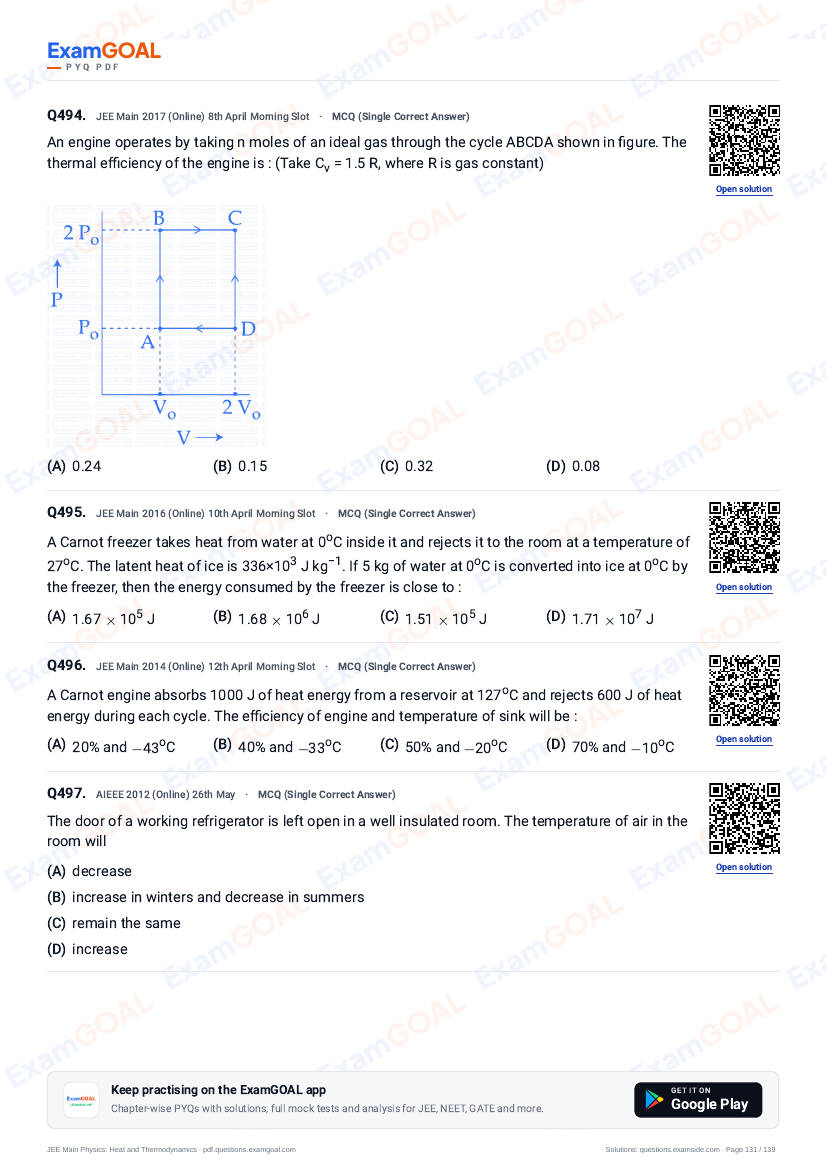 ExamGOAL
PYQ PDF
Q494. JEE Main 2017 (Online) 8th April Morning Slot · MCQ (Single Correct Answer)
An engine operates by taking n moles of an ideal gas through the cycle ABCDA shown in figure. The
thermal efficiency of the engine is : (Take Cᵥ = 1.5 R, where R is gas constant)
Open solution
B C
2 Pₒ
P
Pₒ
A D
Vₒ 2 Vₒ
V
(A) 0.24 (B) 0.15 (C) 0.32 (D) 0.08
Q495. JEE Main 2016 (Online) 10th April Morning Slot · MCQ (Single Correct Answer)
A Carnot freezer takes heat from water at 0ᵒC inside it and rejects it to the room at a temperature of
27ᵒC. The latent heat of ice is 336×10³ J kg⁻¹. If 5 kg of water at 0ᵒC is converted into ice at 0ᵒC by
the freezer, then the energy consumed by the freezer is close to :
Open solution
(A) 1.67 × 10⁵ J (B) 1.68 × 10⁶ J (C) 1.51 × 10⁵ J (D) 1.71 × 10⁷ J
Q496. JEE Main 2014 (Online) 12th April Morning Slot · MCQ (Single Correct Answer)
A Carnot engine absorbs 1000 J of heat energy from a reservoir at 127ᵒC and rejects 600 J of heat
energy during each cycle. The efficiency of engine and temperature of sink will be :
Open solution
(A) 20% and −43ᵒC (B) 40% and −33ᵒC (C) 50% and −20ᵒC (D) 70% and −10ᵒC
Q497. AIEEE 2012 (Online) 26th May · MCQ (Single Correct Answer)
The door of a working refrigerator is left open in a well insulated room. The temperature of air in the
room will
Open solution
(A) decrease
(B) increase in winters and decrease in summers
(C) remain the same
(D) increase
ExamGOAL
Keep practising on the ExamGOAL app
Chapter-wise PYQs with solutions, full mock tests and analysis for JEE, NEET, GATE and more.
GET IT ON
Google Play
JEE Main Physics: Heat and Thermodynamics · pdf.questions.examgoal.com
Solutions: questions.examside.com · Page 131 / 139